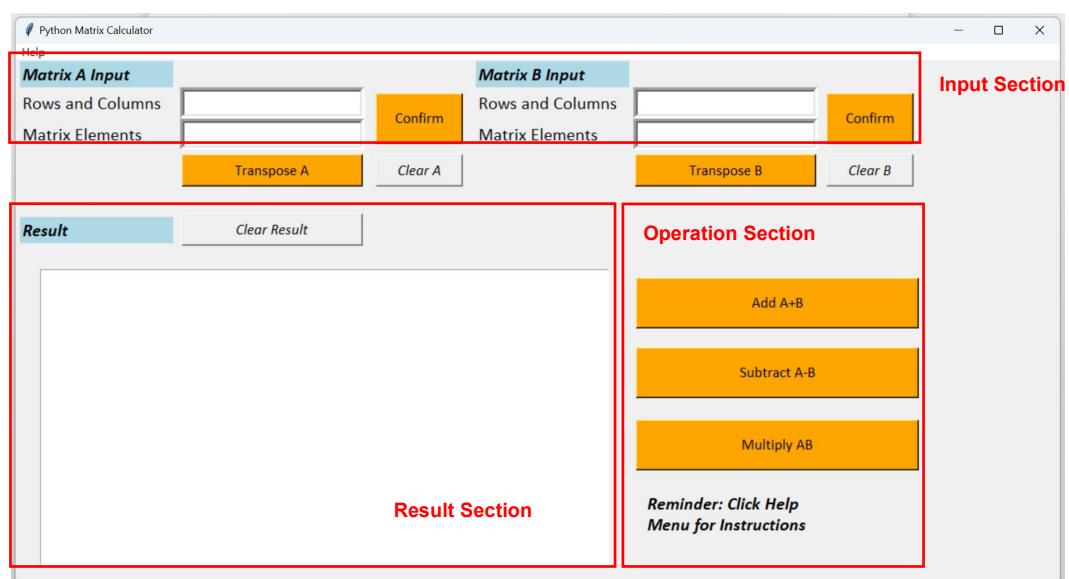 Python Matrix Calculator
Help
Matrix A Input
Matrix B Input
Input Section
Rows and Columns
Confirm
Rows and Columns
Confirm
Matrix Elements
Matrix Elements
Transpose A
Clear A
Transpose B
Clear B
Result
Clear Result
Operation Section
Add A+B
Subtract A-B
Multiply AB
Result Section
Reminder: Click Help
Menu for Instructions